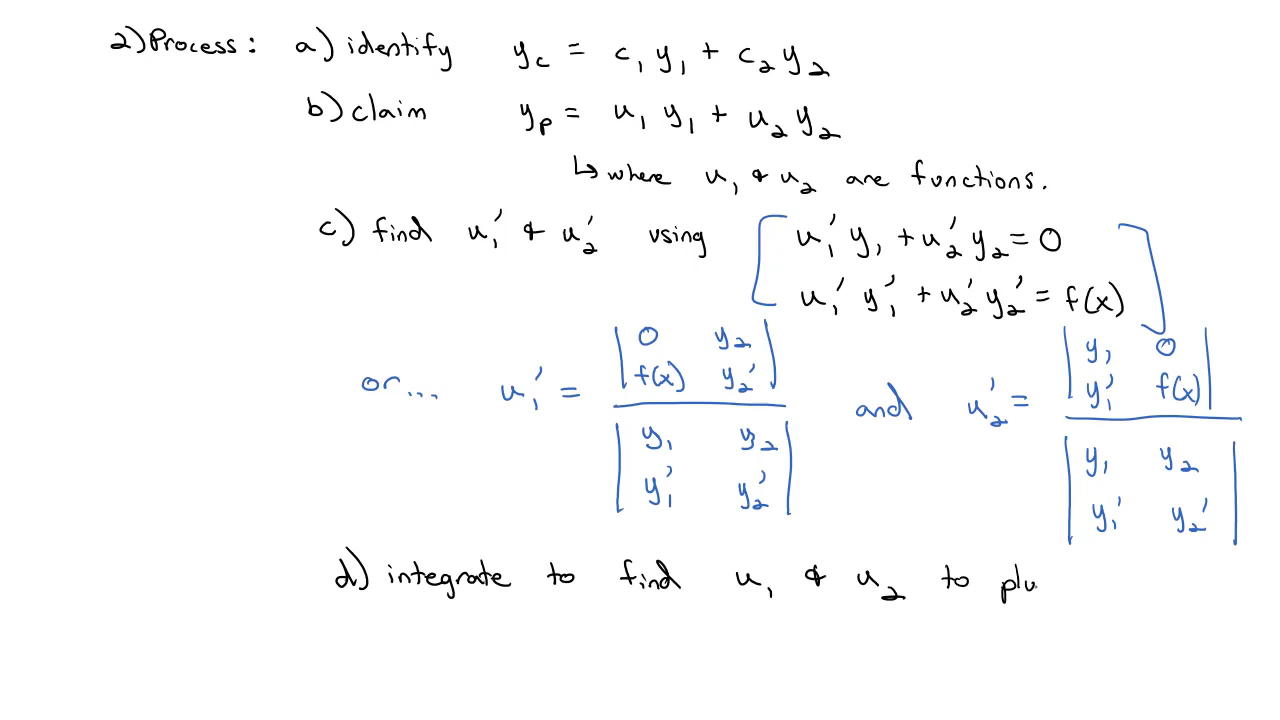 2) Process: a) identify y_c = c_1 y_1 + c_2 y_2
b) claim y_p = u_1 y_1 + u_2 y_2
↳ where u_1 & u_2 are functions.
c) find u_1' & u_2' using u_1' y_1 + u_2' y_2 = 0
u_1' y_1' + u_2' y_2' = f(x)
or... u_1' = |0 y_2; f(x) y_2'| / |y_1 y_2; y_1' y_2'| and u_2' = |y_1 0; y_1' f(x)| / |y_1 y_2; y_1' y_2'|
d) integrate to find u_1 & u_2 to plu